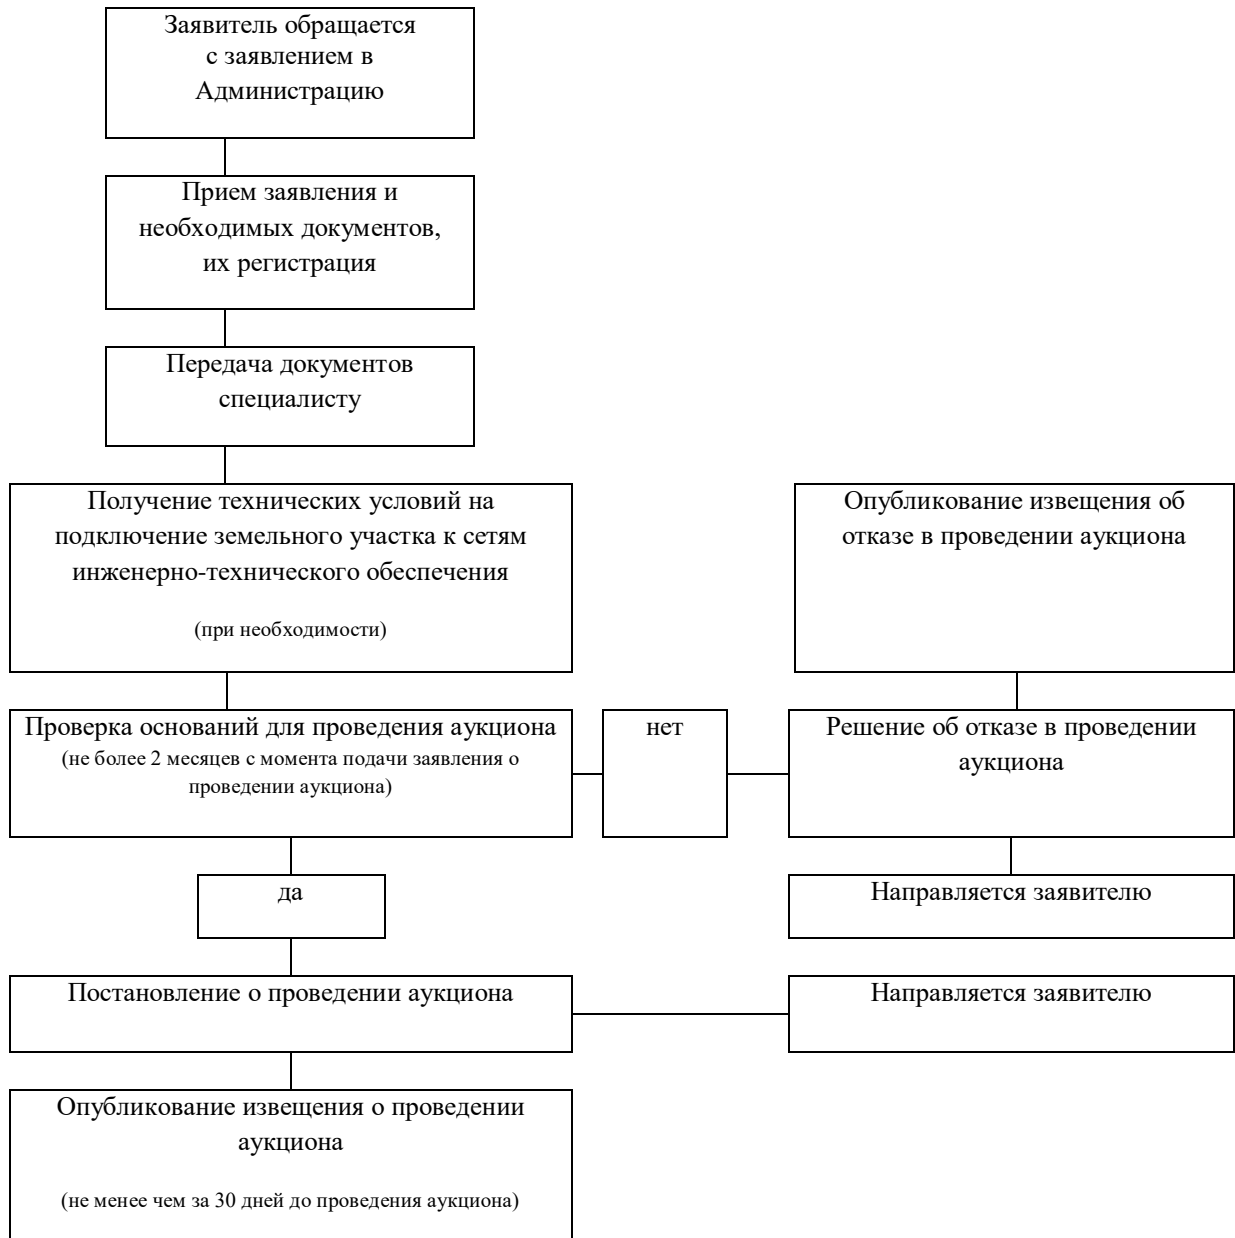 Заявитель обращается
с заявлением в
Администрацию
Прием заявления и
необходимых документов,
их регистрация
Передача документов
специалисту
Получение технических условий на
подключение земельного участка к сетям
инженерно-технического обеспечения
(при необходимости)
Опубликование извещения об
отказе в проведении аукциона
Проверка оснований для проведения аукциона
(не более 2 месяцев с момента подачи заявления о
проведении аукциона)
нет
Решение об отказе в проведении
аукциона
да
Направляется заявителю
Постановление о проведении аукциона
Направляется заявителю
Опубликование извещения о проведении
аукциона
(не менее чем за 30 дней до проведения аукциона)